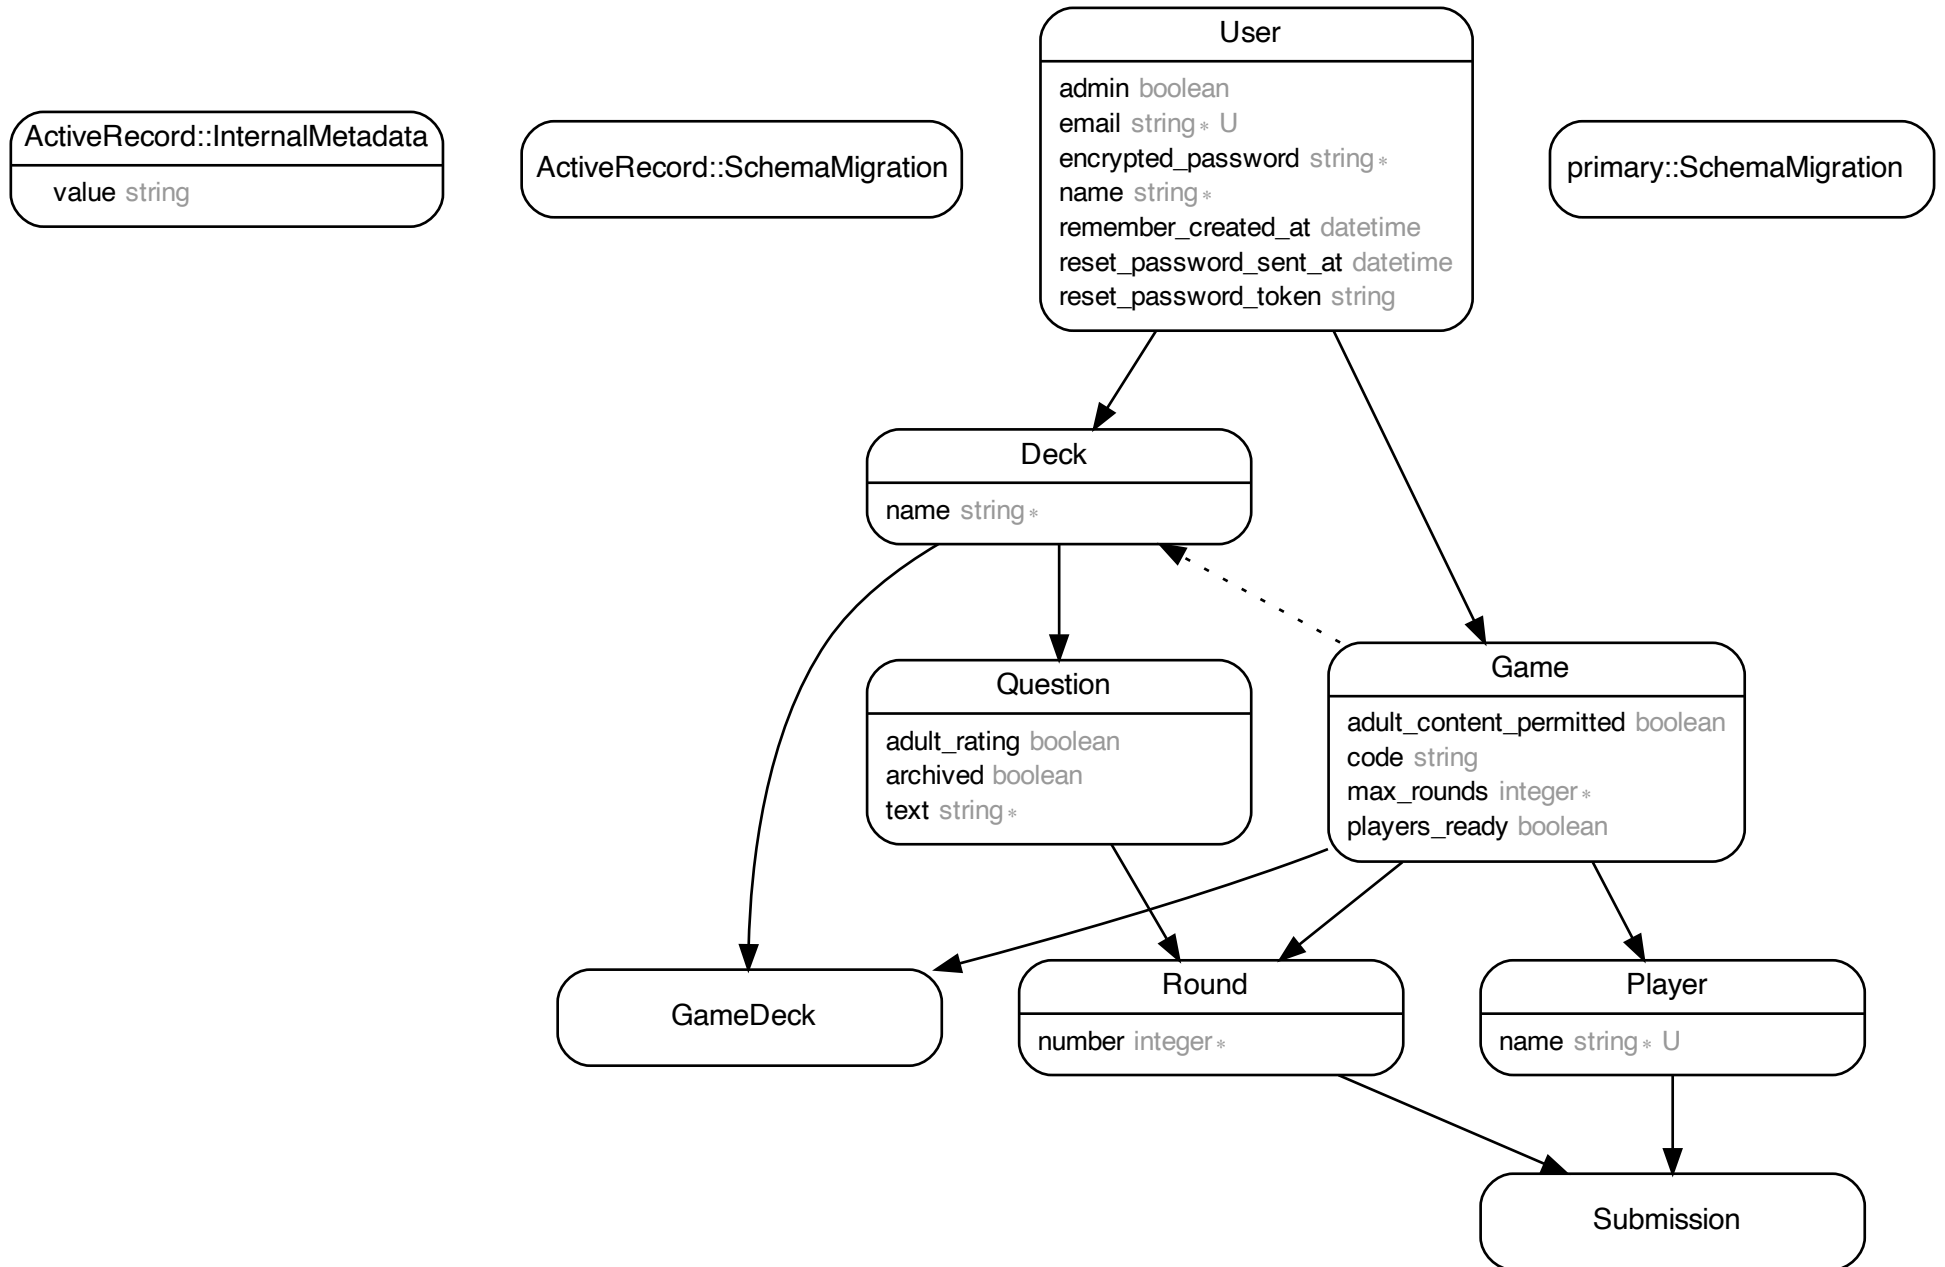 User
admin boolean
email string∗ U
encrypted_password string∗
name string∗
remember_created_at datetime
reset_password_sent_at datetime
reset_password_token string
ActiveRecord::InternalMetadata
value string
ActiveRecord::SchemaMigration
primary::SchemaMigration
Deck
name string∗
Question
adult_rating boolean
archived boolean
text string∗
Game
adult_content_permitted boolean
code string
max_rounds integer∗
players_ready boolean
GameDeck
Round
number integer∗
Player
name string∗ U
Submission